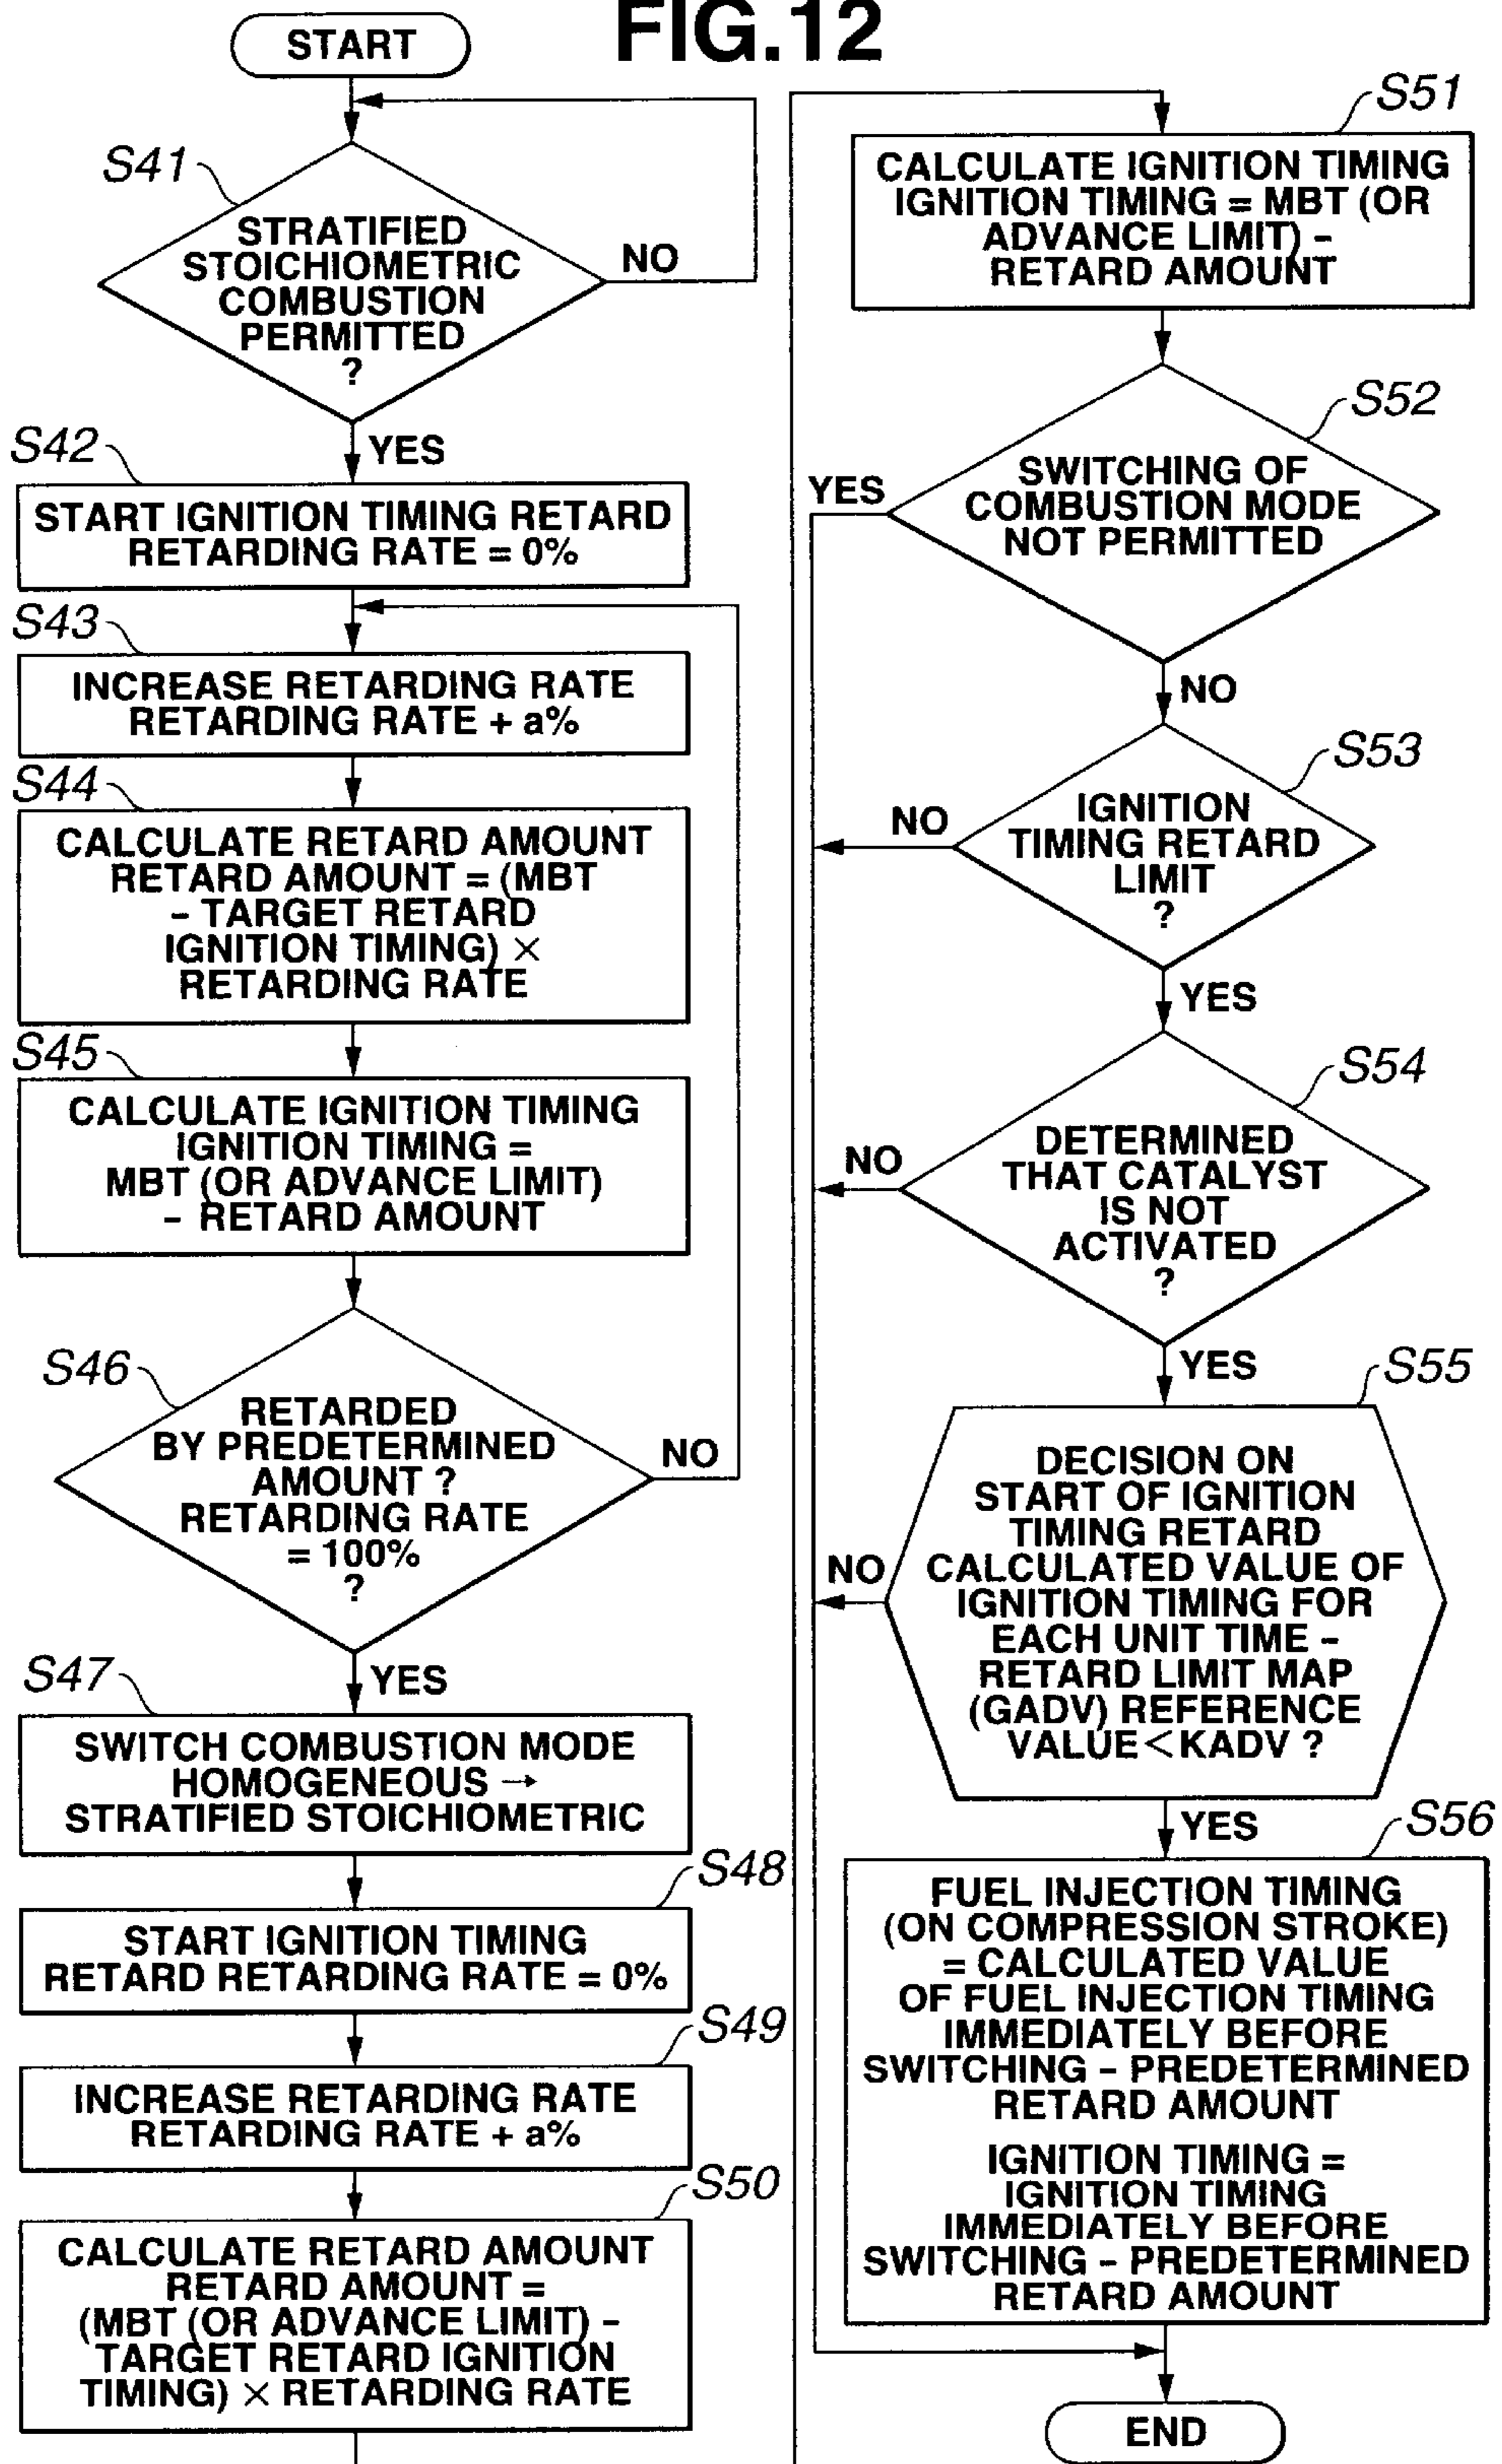 FIG.12
START
S41
STRATIFIED
STOICHIOMETRIC
COMBUSTION
PERMITTED
?
NO
YES
S42
START IGNITION TIMING RETARD
RETARDING RATE = 0%
S43
INCREASE RETARDING RATE
RETARDING RATE + a%
S44
CALCULATE RETARD AMOUNT
RETARD AMOUNT = (MBT
- TARGET RETARD
IGNITION TIMING) ×
RETARDING RATE
S45
CALCULATE IGNITION TIMING
IGNITION TIMING =
MBT (OR ADVANCE LIMIT)
- RETARD AMOUNT
S46
RETARDED
BY PREDETERMINED
AMOUNT ?
RETARDING RATE
= 100%
?
NO
YES
S47
SWITCH COMBUSTION MODE
HOMOGENEOUS →
STRATIFIED STOICHIOMETRIC
S48
START IGNITION TIMING
RETARD RETARDING RATE = 0%
S49
INCREASE RETARDING RATE
RETARDING RATE + a%
S50
CALCULATE RETARD AMOUNT
RETARD AMOUNT =
(MBT (OR ADVANCE LIMIT) -
TARGET RETARD IGNITION
TIMING) × RETARDING RATE
S51
CALCULATE IGNITION TIMING
IGNITION TIMING = MBT (OR
ADVANCE LIMIT) -
RETARD AMOUNT
S52
SWITCHING OF
COMBUSTION MODE
NOT PERMITTED
YES
NO
S53
IGNITION
TIMING RETARD
LIMIT
?
NO
YES
S54
DETERMINED
THAT CATALYST
IS NOT
ACTIVATED
?
NO
YES
S55
DECISION ON
START OF IGNITION
TIMING RETARD
CALCULATED VALUE OF
IGNITION TIMING FOR
EACH UNIT TIME -
RETARD LIMIT MAP
(GADV) REFERENCE
VALUE<KADV ?
NO
YES
S56
FUEL INJECTION TIMING
(ON COMPRESSION STROKE)
= CALCULATED VALUE
OF FUEL INJECTION TIMING
IMMEDIATELY BEFORE
SWITCHING - PREDETERMINED
RETARD AMOUNT
IGNITION TIMING =
IGNITION TIMING
IMMEDIATELY BEFORE
SWITCHING - PREDETERMINED
RETARD AMOUNT
END